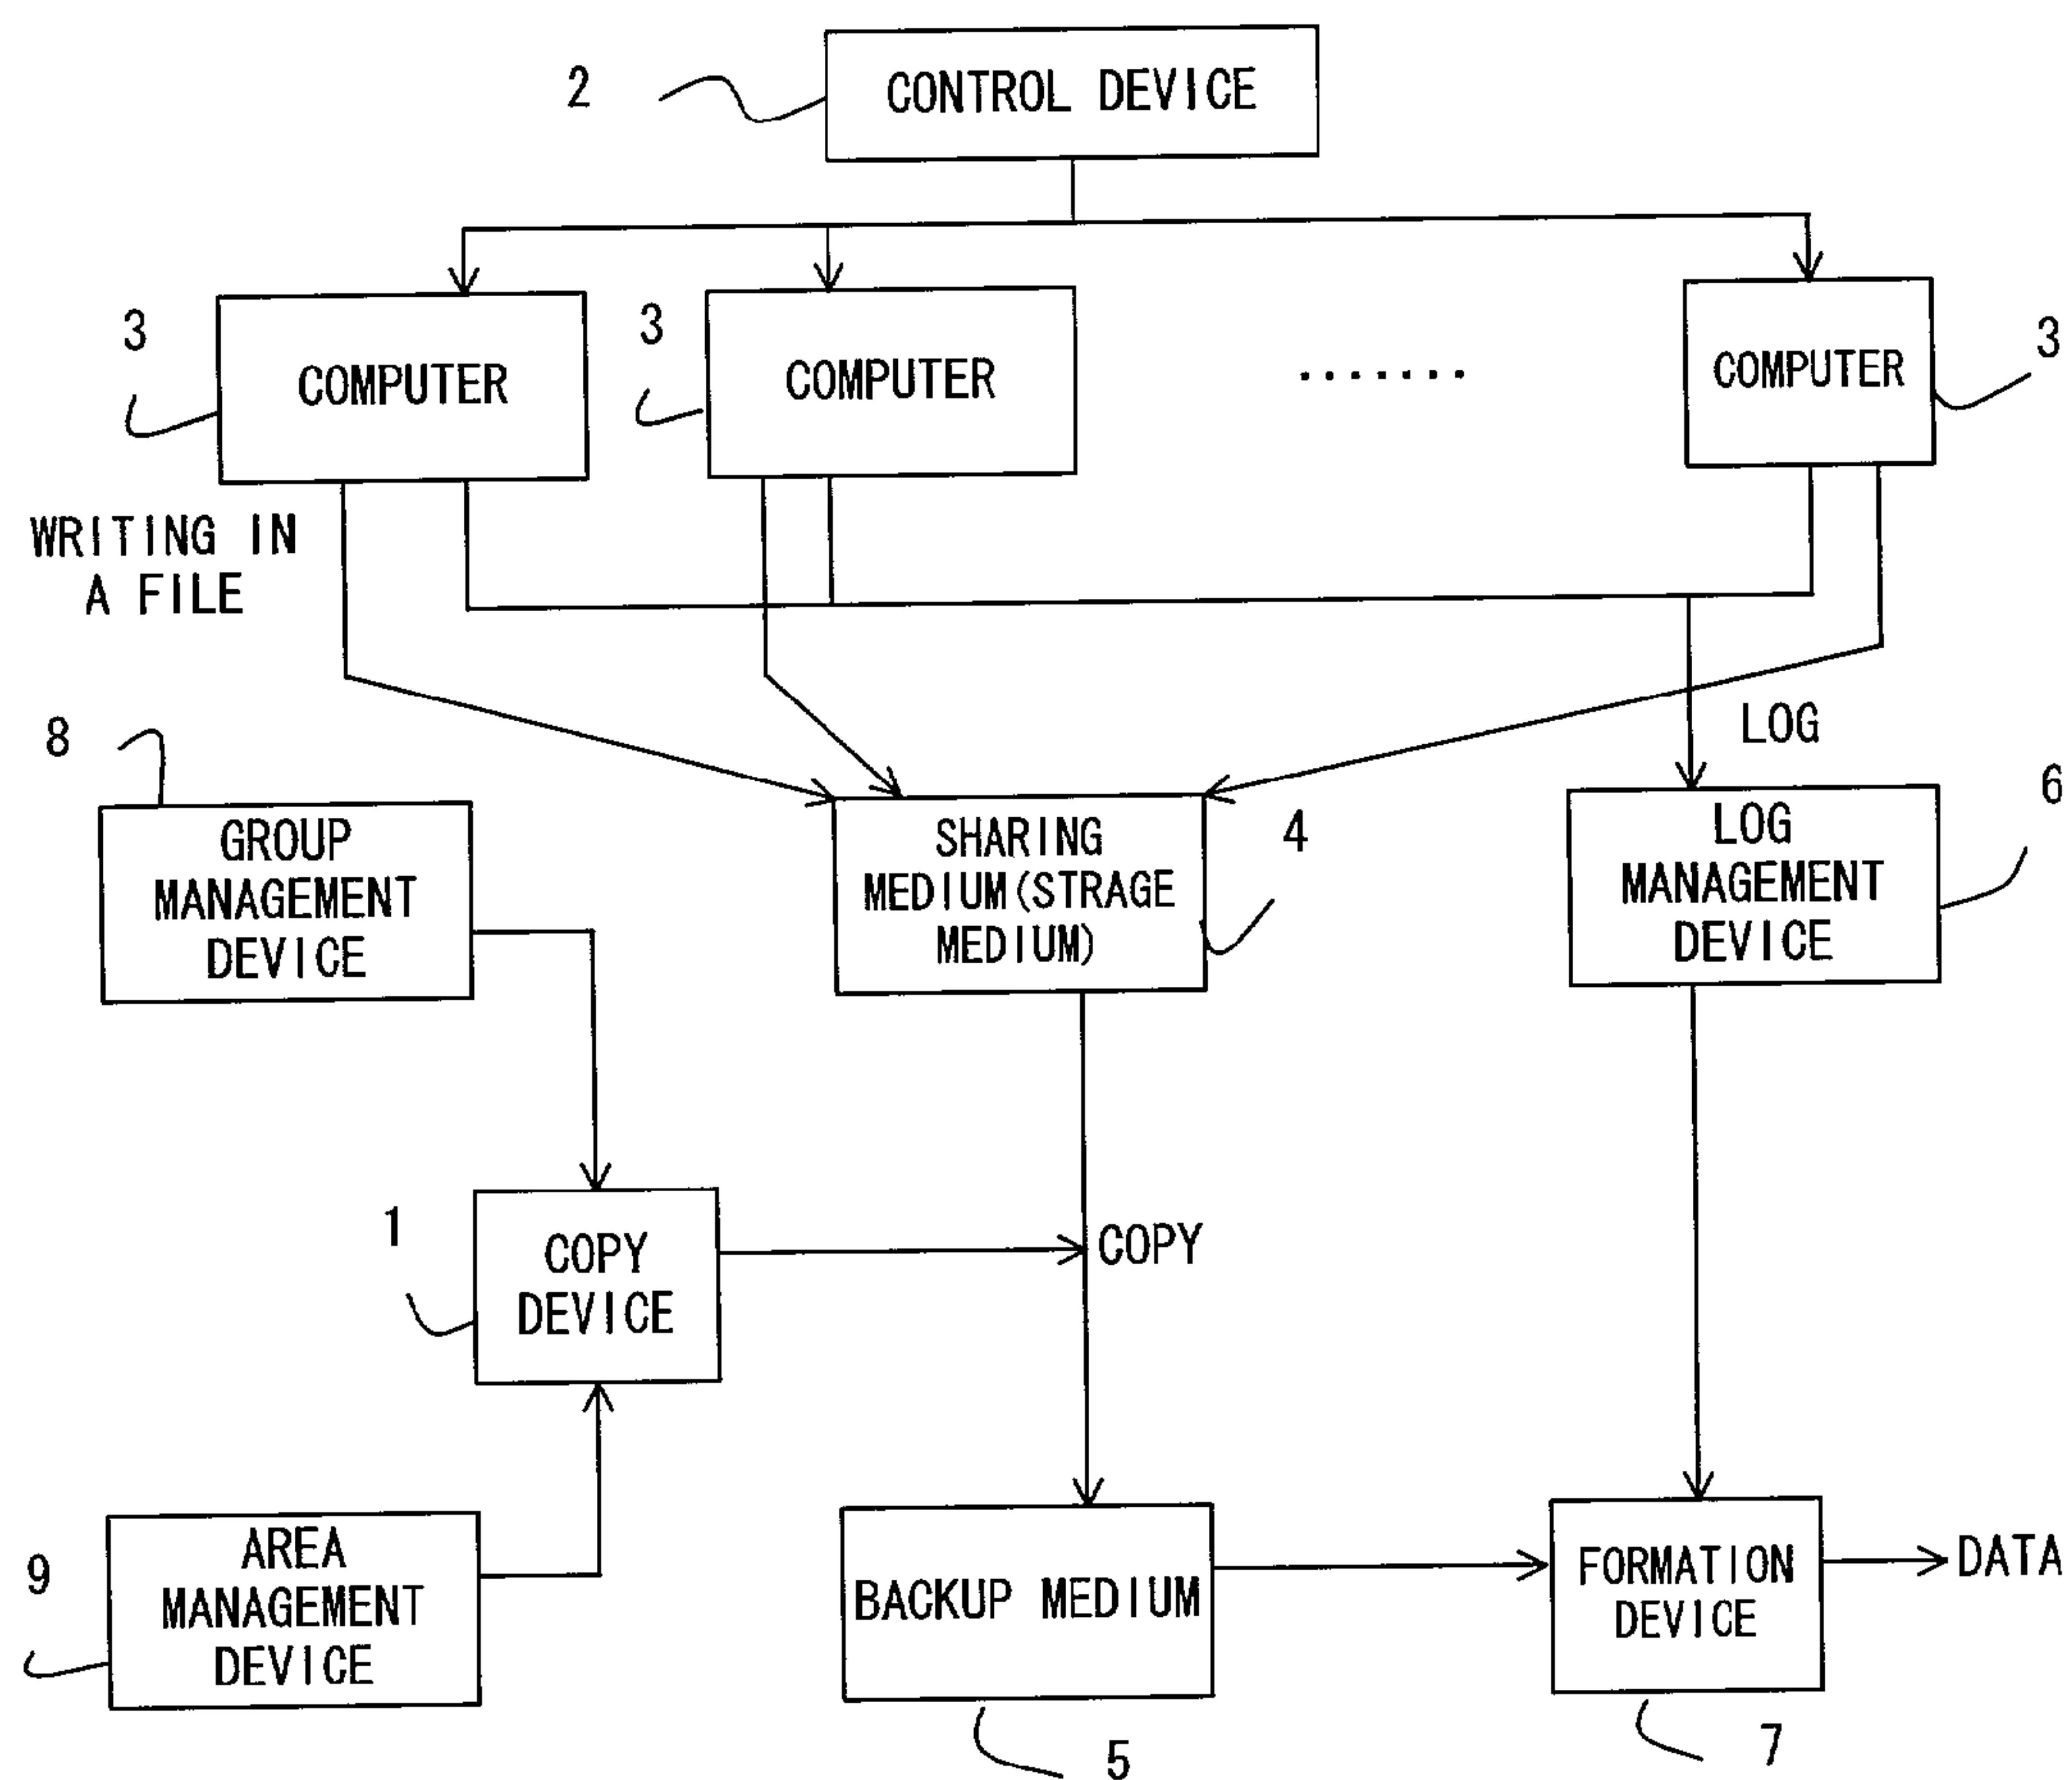 2
CONTROL DEVICE
3
COMPUTER
3
COMPUTER
.......
COMPUTER
3
WRITING IN
A FILE
LOG
8
GROUP
MANAGEMENT
DEVICE
SHARING
MEDIUM(STRAGE
MEDIUM)
4
LOG
MANAGEMENT
DEVICE
6
1
COPY
DEVICE
COPY
9
AREA
MANAGEMENT
DEVICE
BACKUP MEDIUM
5
FORMATION
DEVICE
7
DATA